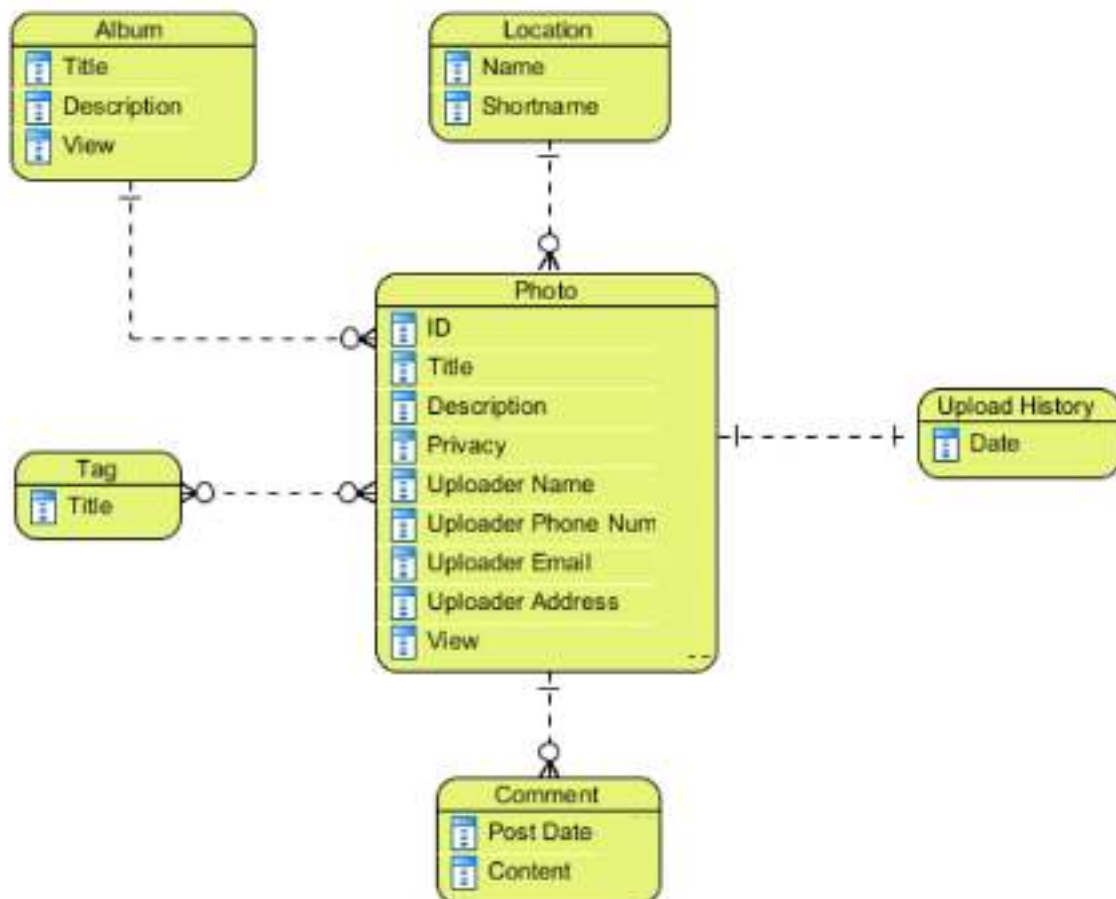 Album
Title
Description
View
Location
Name
Shortname
Photo
ID
Title
Description
Privacy
Uploader Name
Uploader Phone Num
Uploader Email
Uploader Address
View
Upload History
Date
Tag
Title
Comment
Post Date
Content